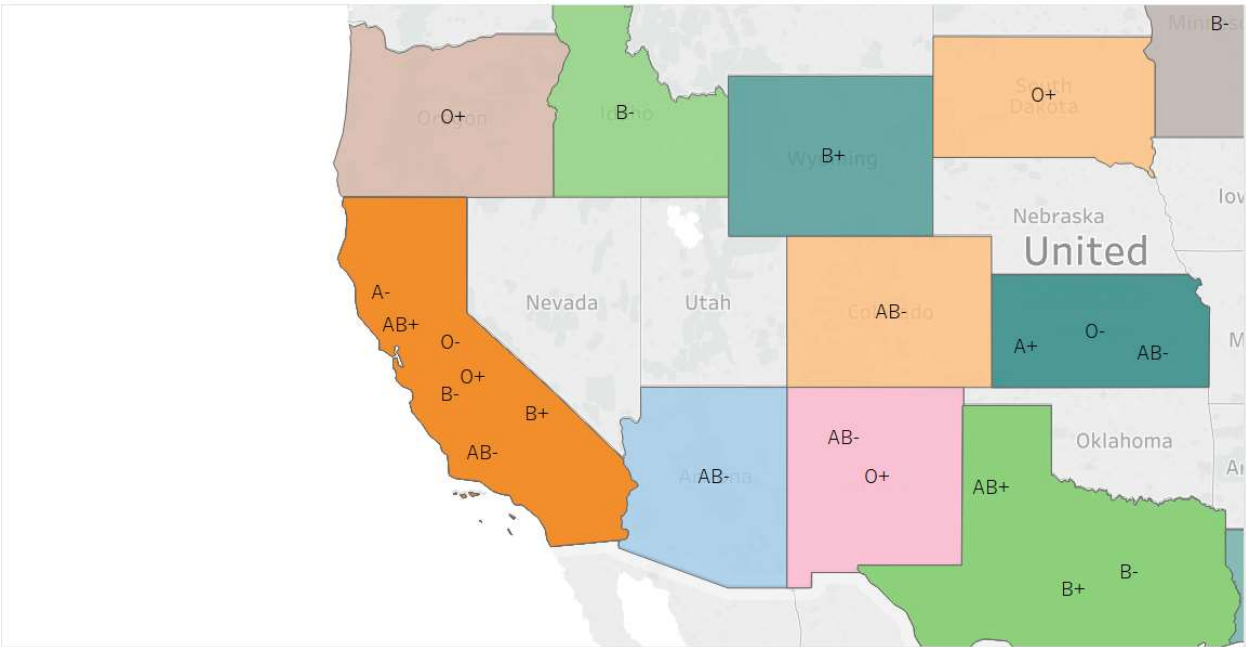 B-
Minneso
O+
Oregon
B-
Idaho
O+
South
Dakota
B+
Wyoming
Nebraska
United
Iow
A-
AB+
O-
O+
B-
B+
AB-
Nevada
Utah
AB-
Colorado
A+
O-
AB-
M
AB-
Arizona
AB-
O+
Oklahoma
Ar
AB+
B+
B-